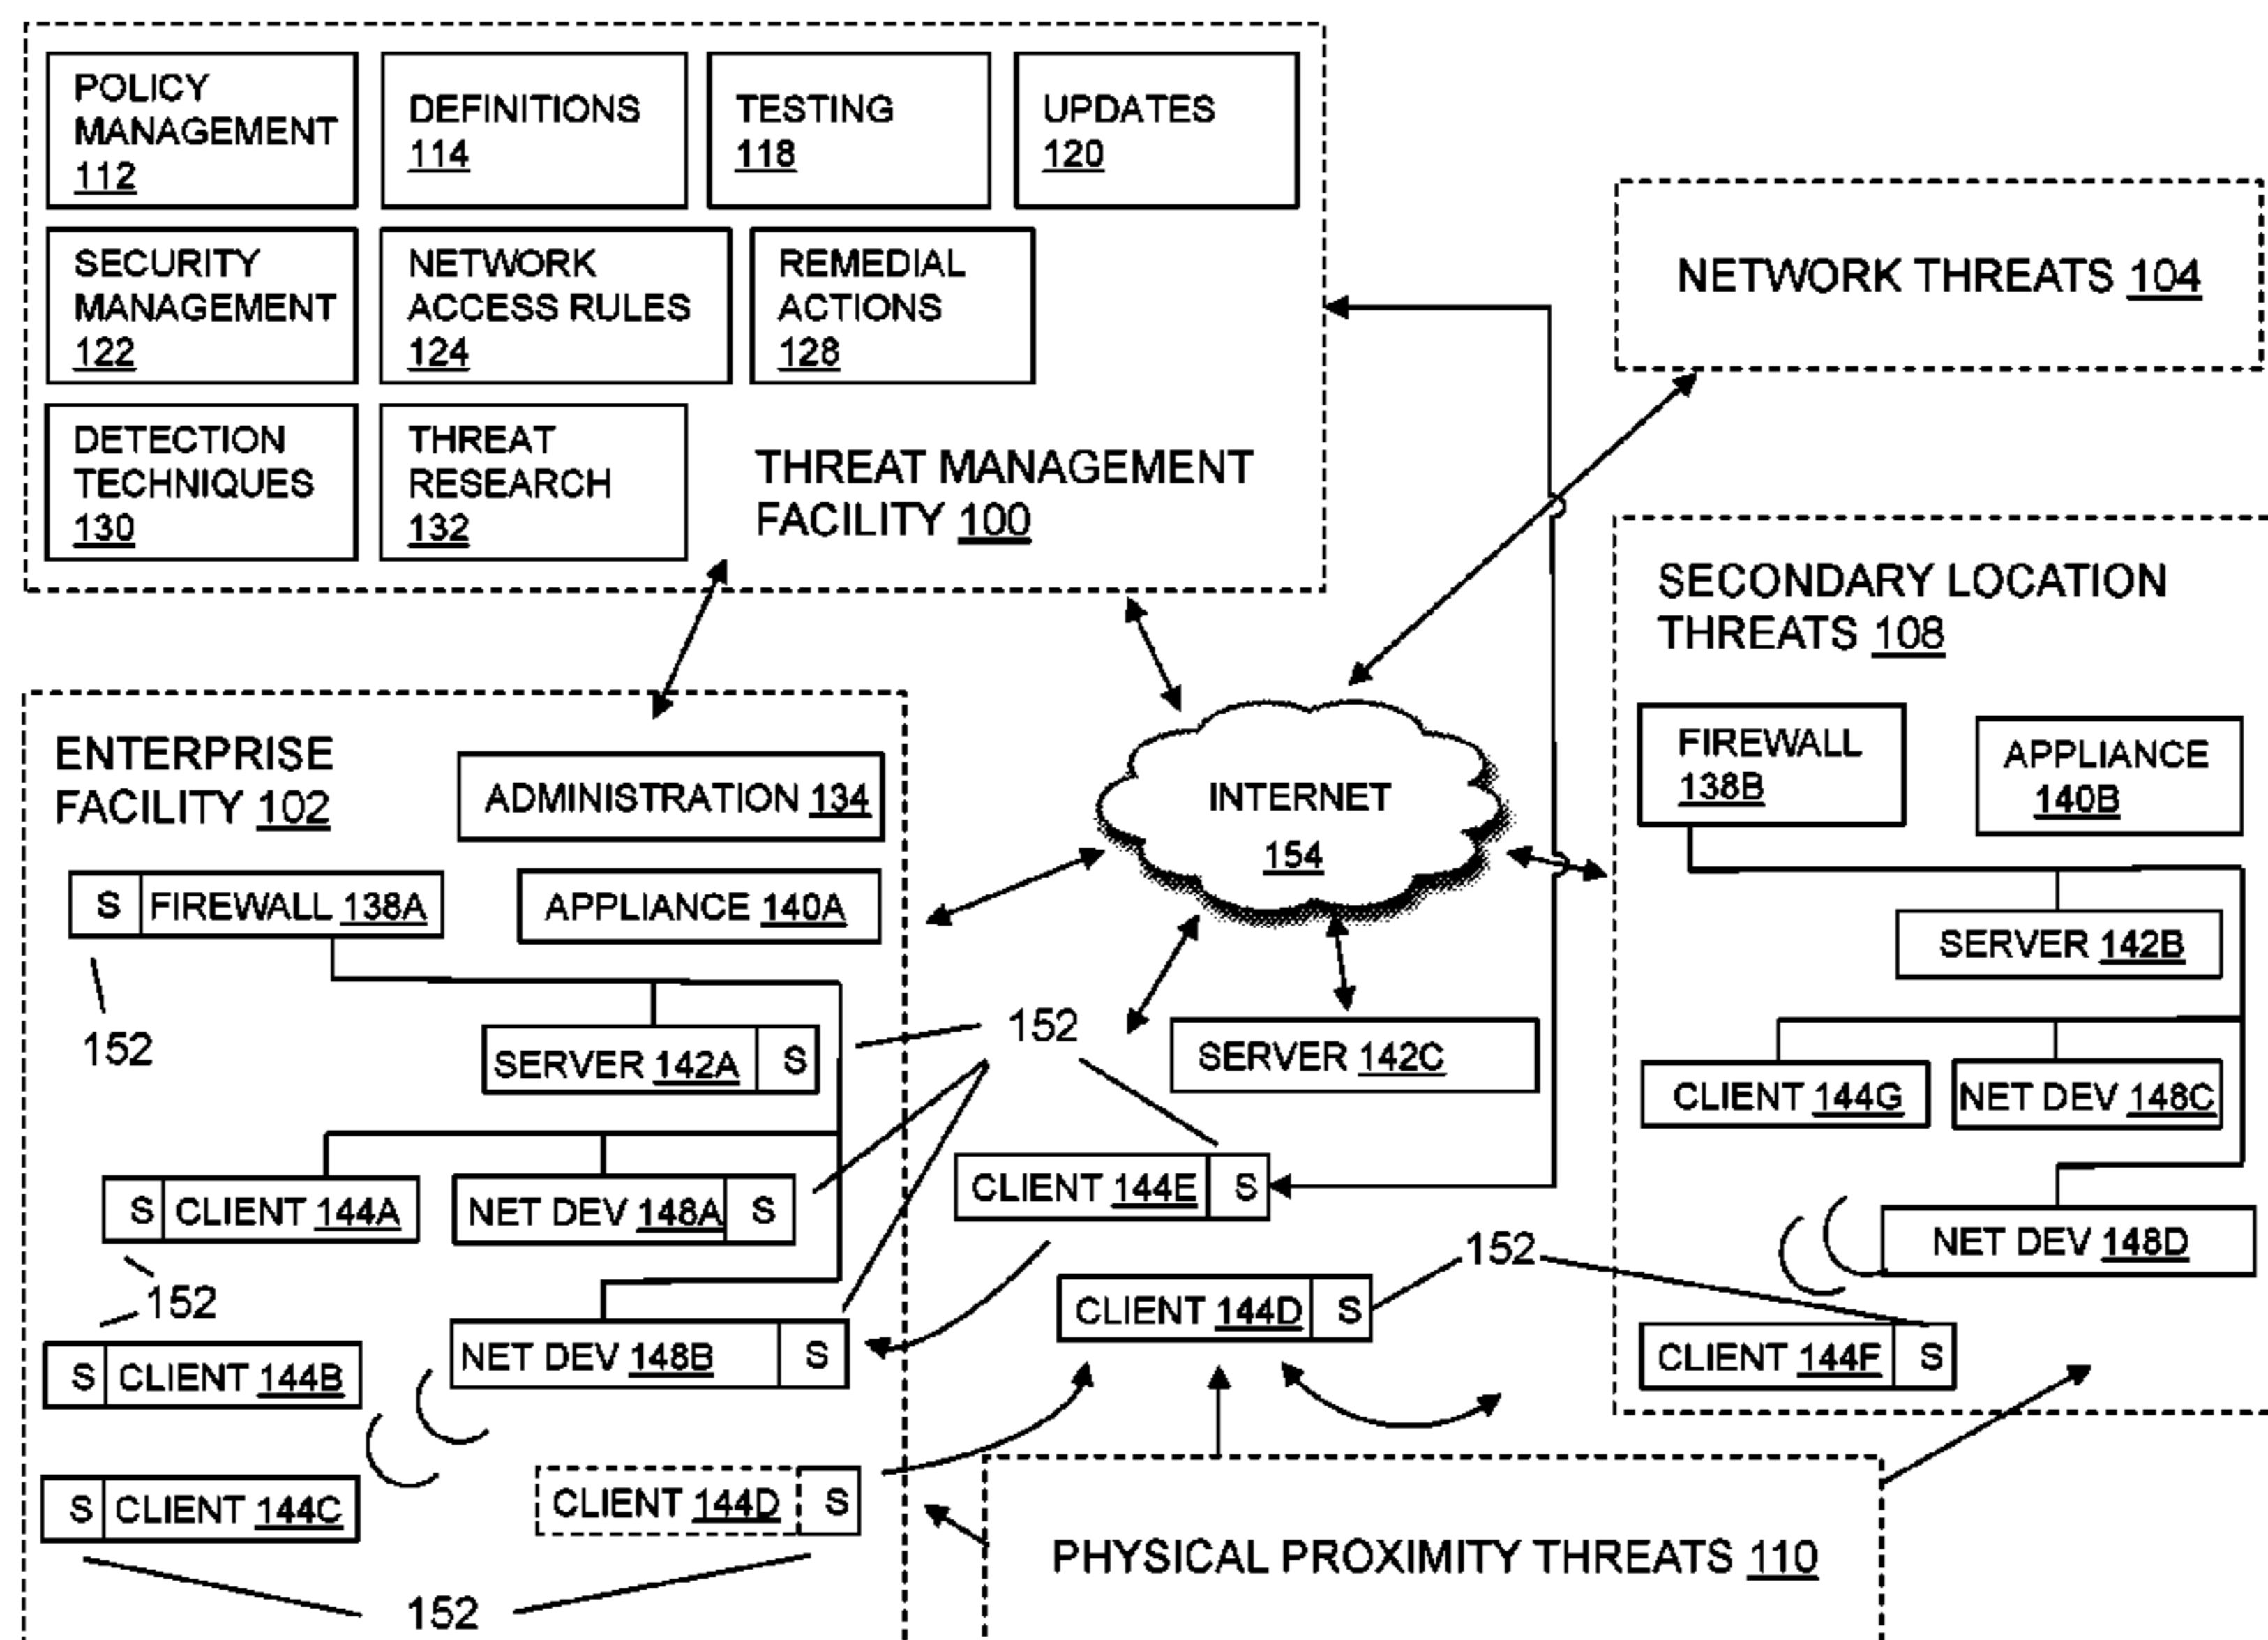 POLICY
MANAGEMENT
112
DEFINITIONS
114
TESTING
118
UPDATES
120
SECURITY
MANAGEMENT
122
NETWORK
ACCESS RULES
124
REMEDIAL
ACTIONS
128
DETECTION
TECHNIQUES
130
THREAT
RESEARCH
132
THREAT MANAGEMENT
FACILITY 100
NETWORK THREATS 104
SECONDARY LOCATION
THREATS 108
FIREWALL
138B
APPLIANCE
140B
SERVER 142B
CLIENT 144G
NET DEV 148C
NET DEV 148D
CLIENT 144F S
INTERNET
154
SERVER 142C
152
CLIENT 144E S
CLIENT 144D S
152
ENTERPRISE
FACILITY 102
ADMINISTRATION 134
S FIREWALL 138A
APPLIANCE 140A
152
SERVER 142A S
S CLIENT 144A
NET DEV 148A S
152
S CLIENT 144B
NET DEV 148B S
S CLIENT 144C
CLIENT 144D S
152
PHYSICAL PROXIMITY THREATS 110